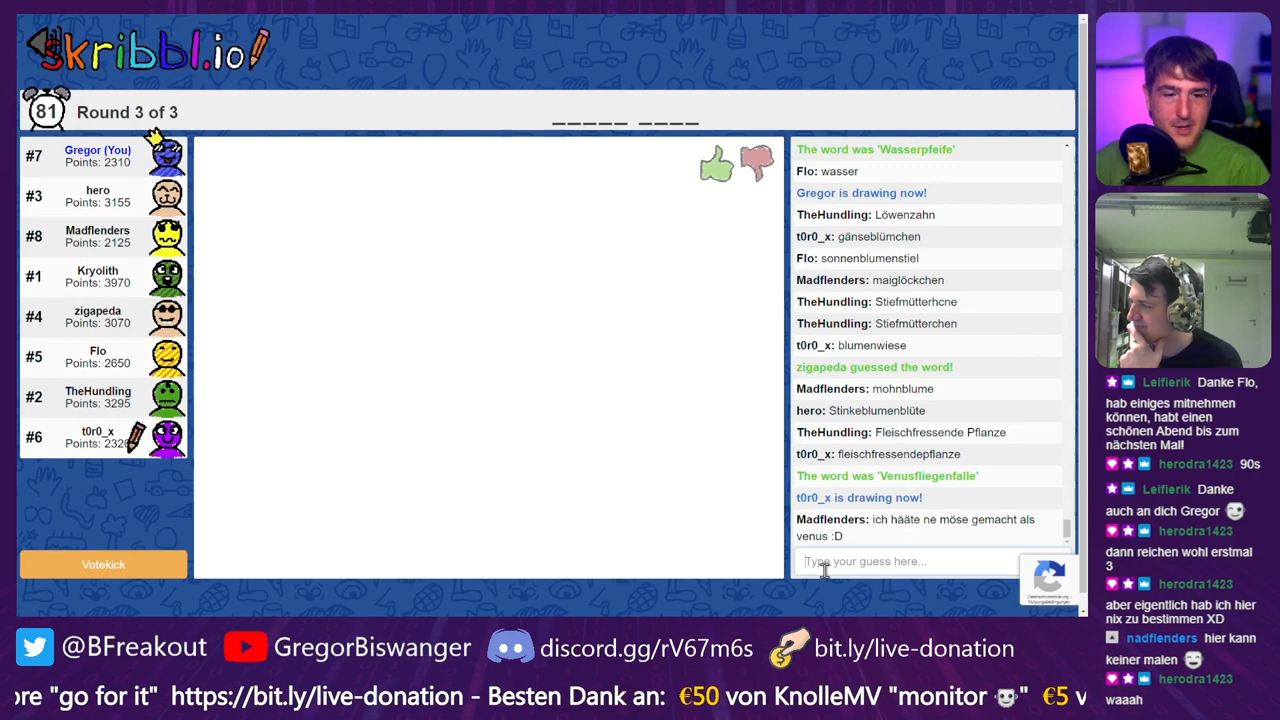 skribbl.io
81 Round 3 of 3
_____ ____
#7 Gregor (You)
Points: 2310
#3 hero
Points: 3155
#8 Madflenders
Points: 2125
#1 Kryolith
Points: 3970
#4 zigapeda
Points: 3070
#5 Flo
Points: 2650
#2 TheHundling
Points: 3295
#6 t0r0_x
Points: 2320
Votekick
The word was 'Wasserpfeife'
Flo: wasser
Gregor is drawing now!
TheHundling: Löwenzahn
t0r0_x: gänseblümchen
Flo: sonnenblumenstiel
Madflenders: maiglöckchen
TheHundling: Stiefmütterhcne
TheHundling: Stiefmütterchen
t0r0_x: blumenwiese
zigapeda guessed the word!
Madflenders: mohnblume
hero: Stinkeblumenblüte
TheHundling: Fleischfressende Pflanze
t0r0_x: fleischfressendepflanze
The word was 'Venusfliegenfalle'
t0r0_x is drawing now!
Madflenders: ich hääte ne möse gemacht als
venus :D
Type your guess here...
Leifierik Danke Flo,
hab einiges mitnehmen
können, habt einen
schönen Abend bis zum
nächsten Mal!
herodra1423 90s
Leifierik Danke
auch an dich Gregor
herodra1423
dann reichen wohl erstmal
3
herodra1423
aber eigentlich hab ich hier
nix zu bestimmen XD
nadflenders hier kann
keiner malen
herodra1423
waaah
@BFreakout GregorBiswanger discord.gg/rV67m6s bit.ly/live-donation
ore "go for it" https://bit.ly/live-donation - Besten Dank an: €50 von KnolleMV "monitor " €5 v